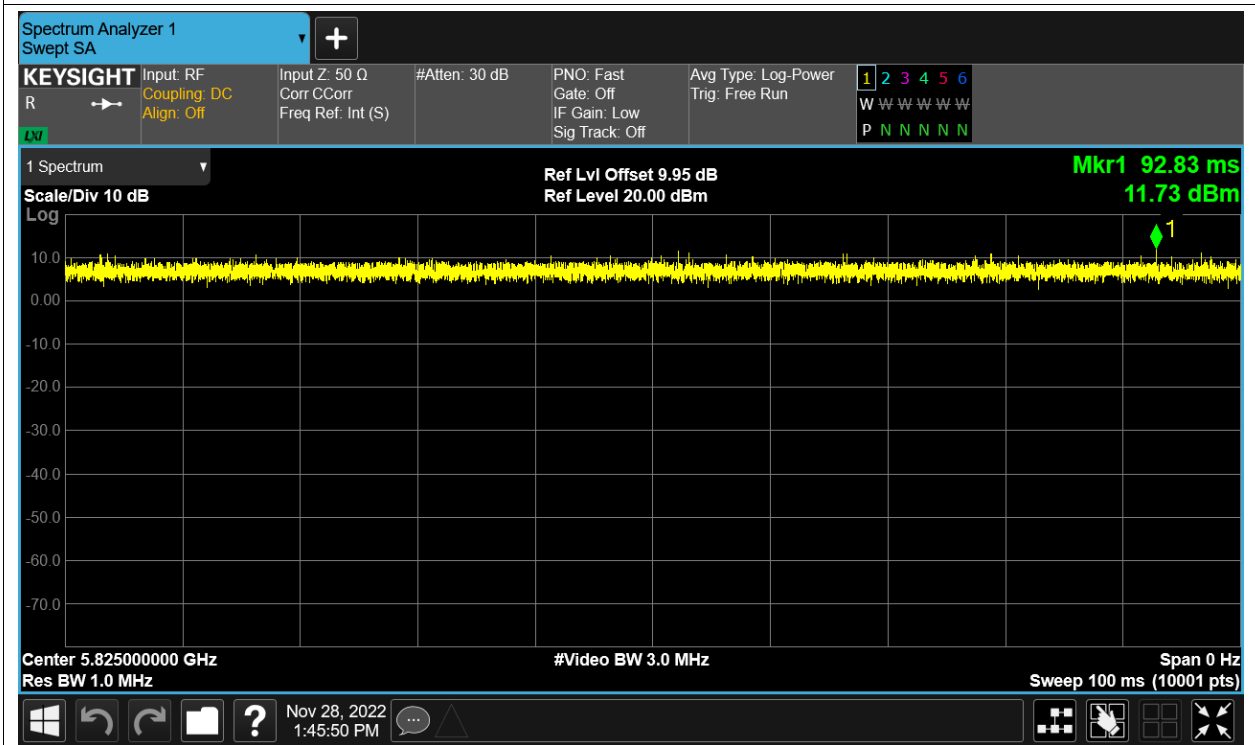 Spectrum Analyzer 1
Swept SA
KEYSIGHT
R
LXI
Input: RF
Coupling: DC
Align: Off
Input Z: 50 Ω
Corr CCorr
Freq Ref: Int (S)
#Atten: 30 dB
PNO: Fast
Gate: Off
IF Gain: Low
Sig Track: Off
Avg Type: Log-Power
Trig: Free Run
1 2 3 4 5 6
W W W W W W
P N N N N N
1 Spectrum
Scale/Div 10 dB
Ref Lvl Offset 9.95 dB
Ref Level 20.00 dBm
Mkr1 92.83 ms
11.73 dBm
Log
1
10.0
0.00
-10.0
-20.0
-30.0
-40.0
-50.0
-60.0
-70.0
Center 5.825000000 GHz
Res BW 1.0 MHz
#Video BW 3.0 MHz
Span 0 Hz
Sweep 100 ms (10001 pts)
?
Nov 28, 2022
1:45:50 PM